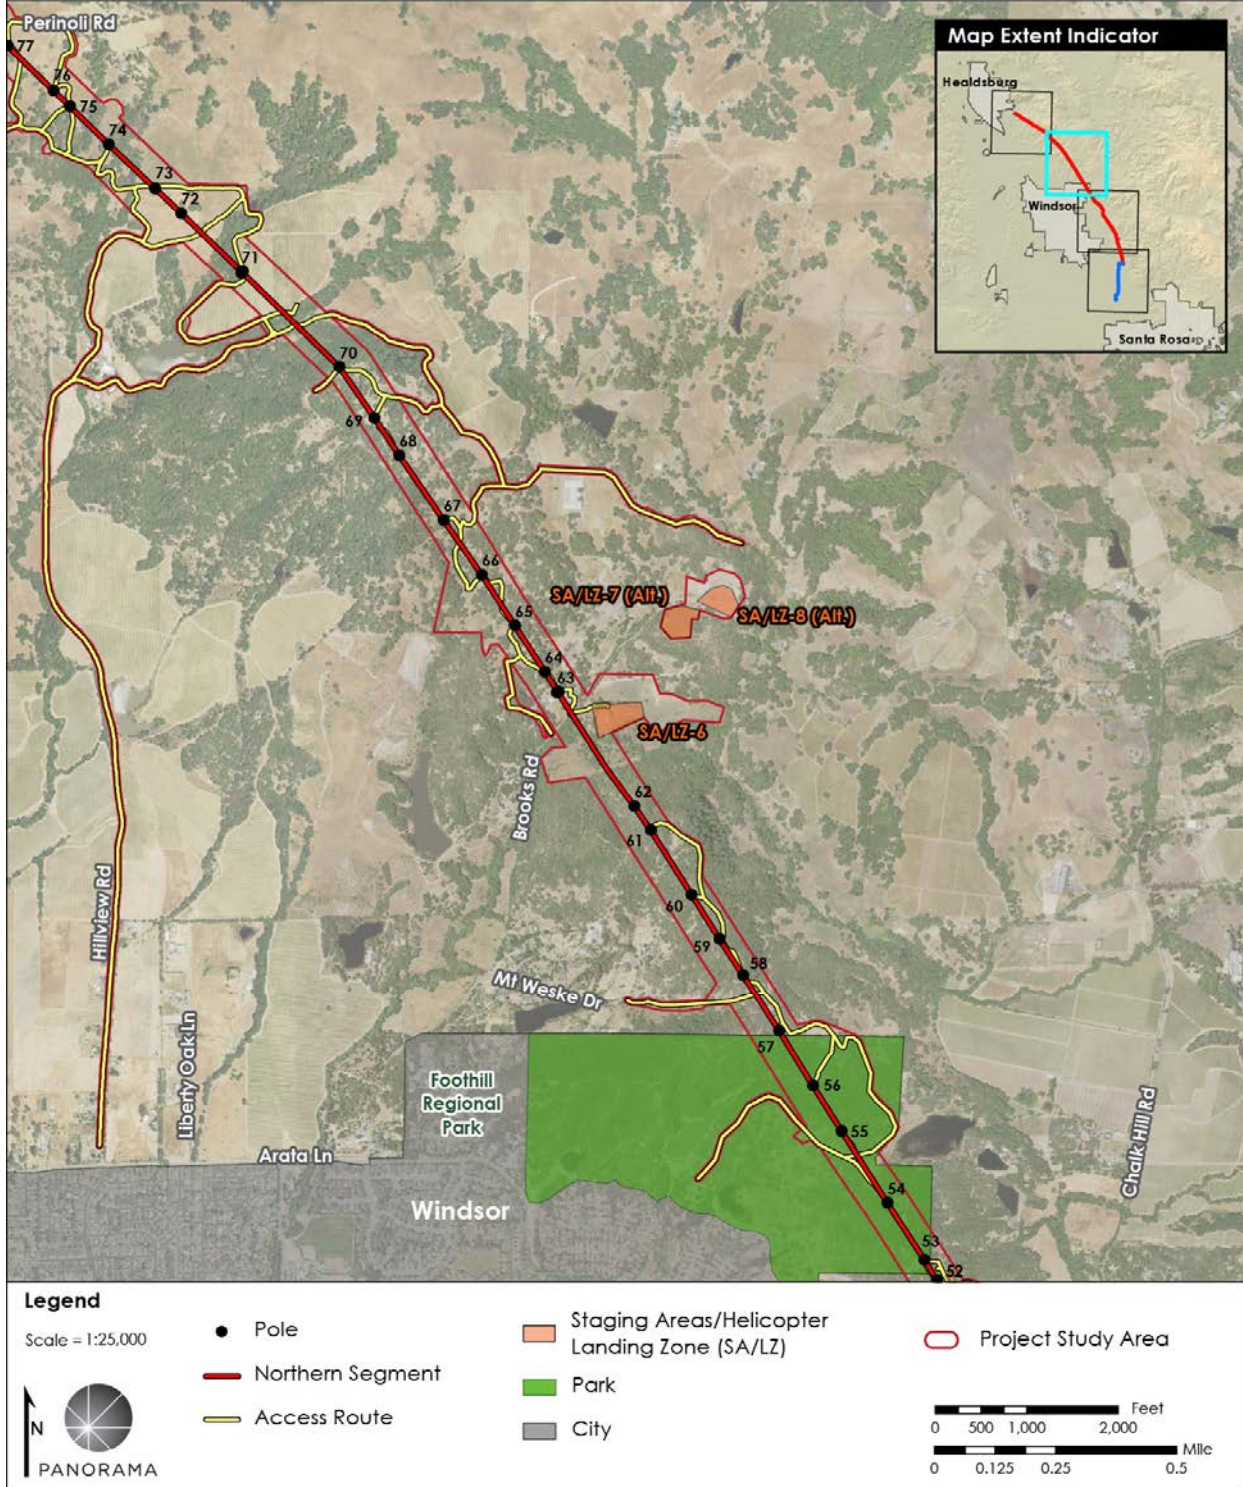 Perinoli Rd
77
76
75
74
73
72
71
70
69
68
67
66
65
64
63
62
61
60
59
58
57
56
55
54
53
52
SA/LZ-7 (Alt.)
SA/LZ-8 (Alt.)
SA/LZ-6
Brooks Rd
Hillview Rd
Liberty Oak Ln
Mt Weske Dr
Chalk Hill Rd
Arata Ln
Foothill
Regional
Park
Windsor
Map Extent Indicator
Healdsburg
Windsor
Santa Rosa
Legend
Scale = 1:25,000
N
PANORAMA
Pole
Northern Segment
Access Route
Staging Areas/Helicopter
Landing Zone (SA/LZ)
Park
City
Project Study Area
Feet
0 500 1,000 2,000
Mile
0 0.125 0.25 0.5